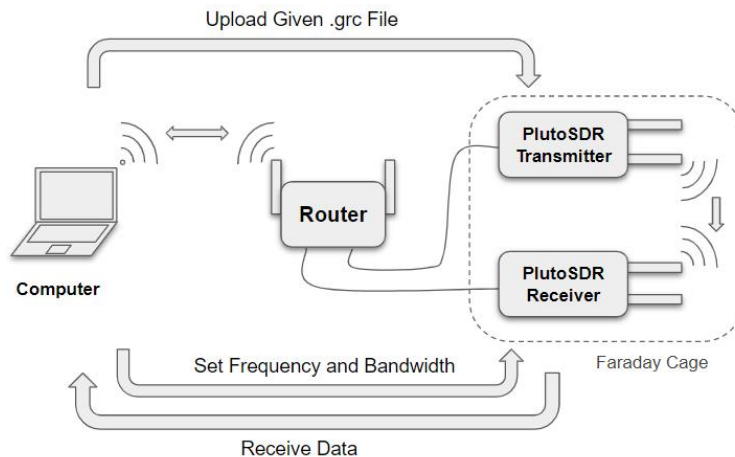 Upload Given .grc File
PlutoSDR
Transmitter
Router
PlutoSDR
Receiver
Computer
Set Frequency and Bandwidth
Faraday Cage
Receive Data